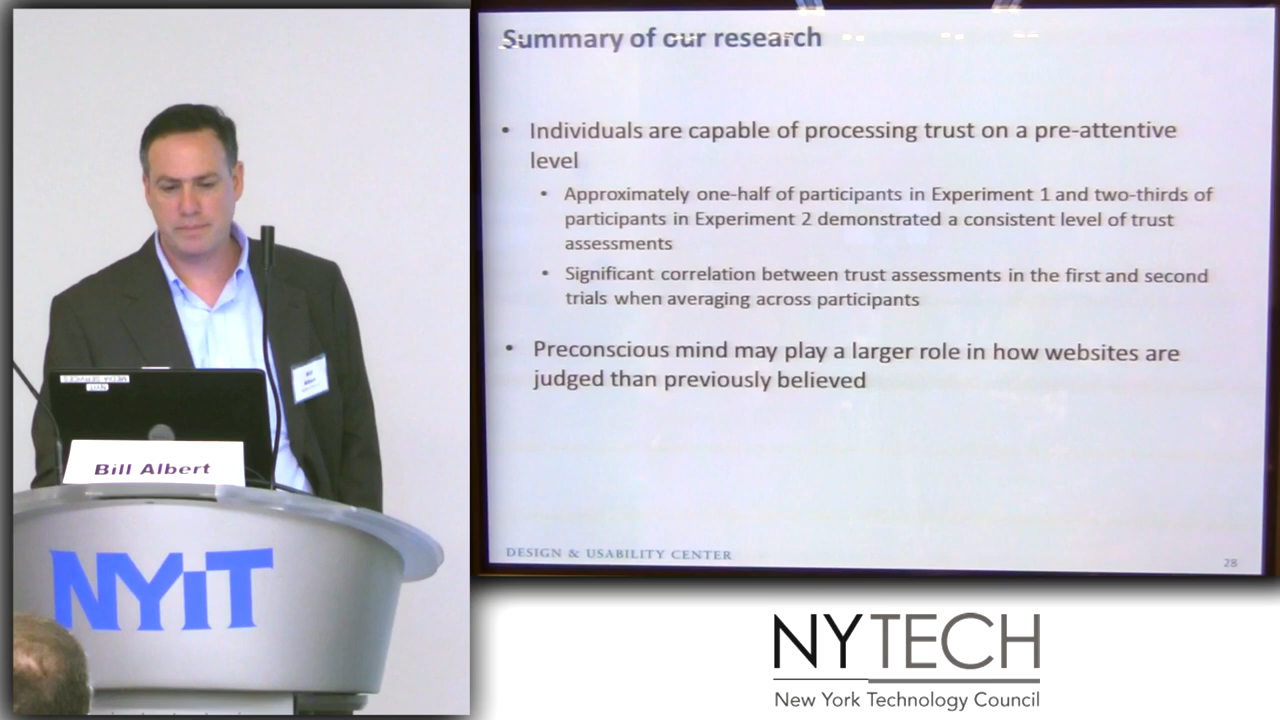 Summary of our research
• Individuals are capable of processing trust on a pre-attentive
level
• Approximately one-half of participants in Experiment 1 and two-thirds of
participants in Experiment 2 demonstrated a consistent level of trust
assessments
• Significant correlation between trust assessments in the first and second
trials when averaging across participants
• Preconscious mind may play a larger role in how websites are
judged than previously believed
DESIGN & USABILITY CENTER
28
Bill
Albert
Bill Albert
NYiT
NYTECH
New York Technology Council